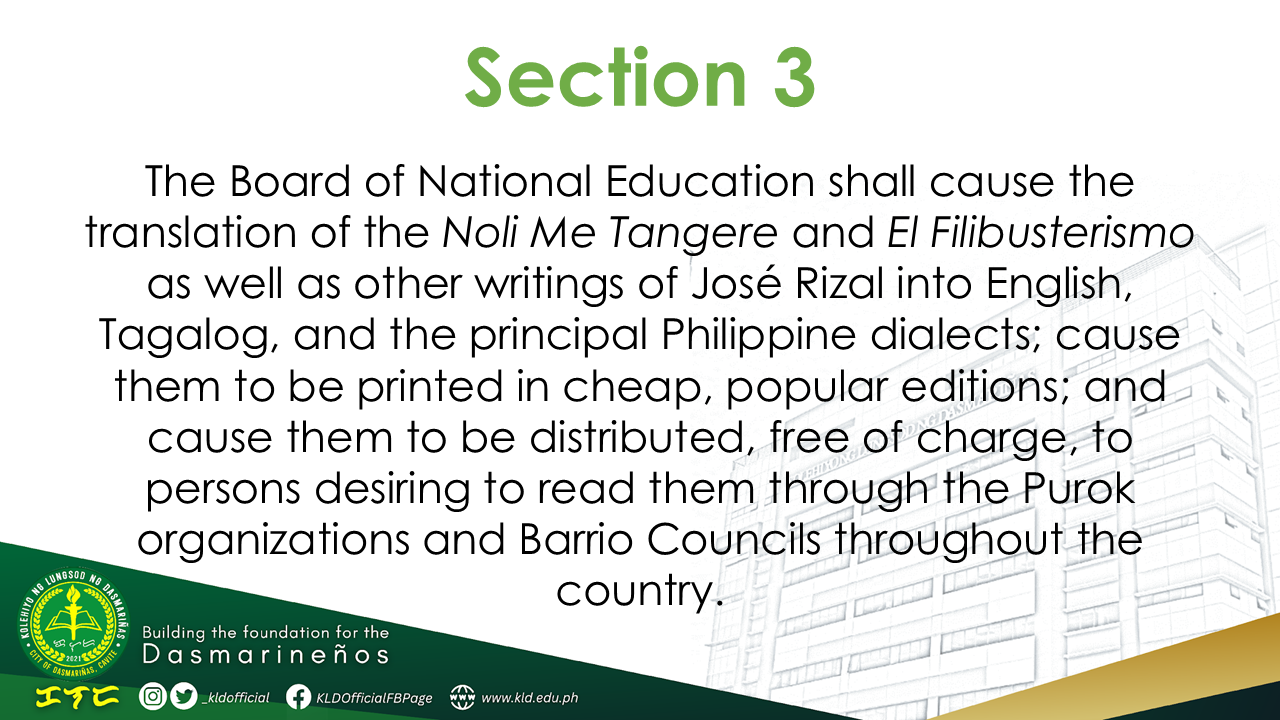 Section 3
The Board of National Education shall cause the
translation of the Noli Me Tangere and El Filibusterismo
as well as other writings of José Rizal into English,
Tagalog, and the principal Philippine dialects; cause
them to be printed in cheap, popular editions; and
cause them to be distributed, free of charge, to
persons desiring to read them through the Purok
organizations and Barrio Councils throughout the
country.
KOLEHIYO NG LUNGSOD NG DASMARIÑAS
2021
CITY OF DASMARIÑAS, CAVITE
Building the foundation for the
Dasmarineños
_kldofficial KLDOfficialFBPage www.kld.edu.ph